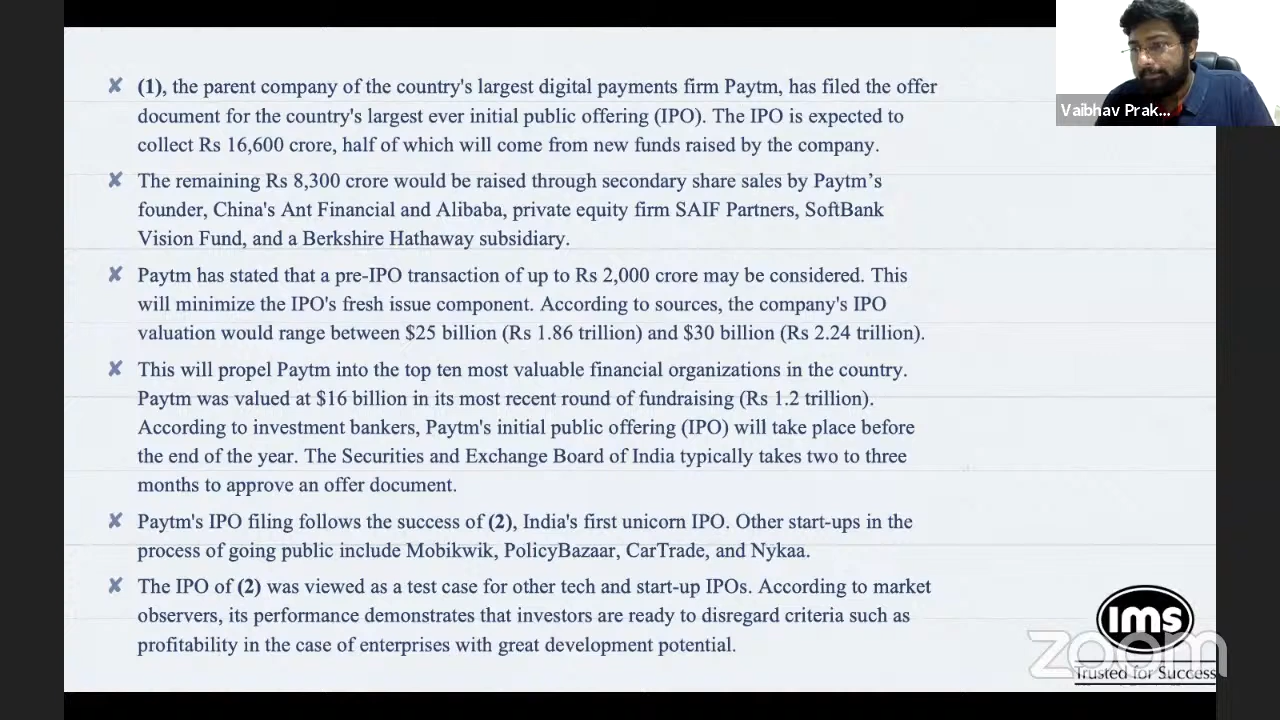 ✘ (1), the parent company of the country's largest digital payments firm Paytm, has filed the offer
document for the country's largest ever initial public offering (IPO). The IPO is expected to
collect Rs 16,600 crore, half of which will come from new funds raised by the company.
✘ The remaining Rs 8,300 crore would be raised through secondary share sales by Paytm’s
founder, China's Ant Financial and Alibaba, private equity firm SAIF Partners, SoftBank
Vision Fund, and a Berkshire Hathaway subsidiary.
✘ Paytm has stated that a pre-IPO transaction of up to Rs 2,000 crore may be considered. This
will minimize the IPO's fresh issue component. According to sources, the company's IPO
valuation would range between $25 billion (Rs 1.86 trillion) and $30 billion (Rs 2.24 trillion).
✘ This will propel Paytm into the top ten most valuable financial organizations in the country.
Paytm was valued at $16 billion in its most recent round of fundraising (Rs 1.2 trillion).
According to investment bankers, Paytm's initial public offering (IPO) will take place before
the end of the year. The Securities and Exchange Board of India typically takes two to three
months to approve an offer document.
✘ Paytm's IPO filing follows the success of (2), India's first unicorn IPO. Other start-ups in the
process of going public include Mobikwik, PolicyBazaar, CarTrade, and Nykaa.
✘ The IPO of (2) was viewed as a test case for other tech and start-up IPOs. According to market
observers, its performance demonstrates that investors are ready to disregard criteria such as
profitability in the case of enterprises with great development potential.
Vaibhav Prak...
ims
zoom
Trusted for Success